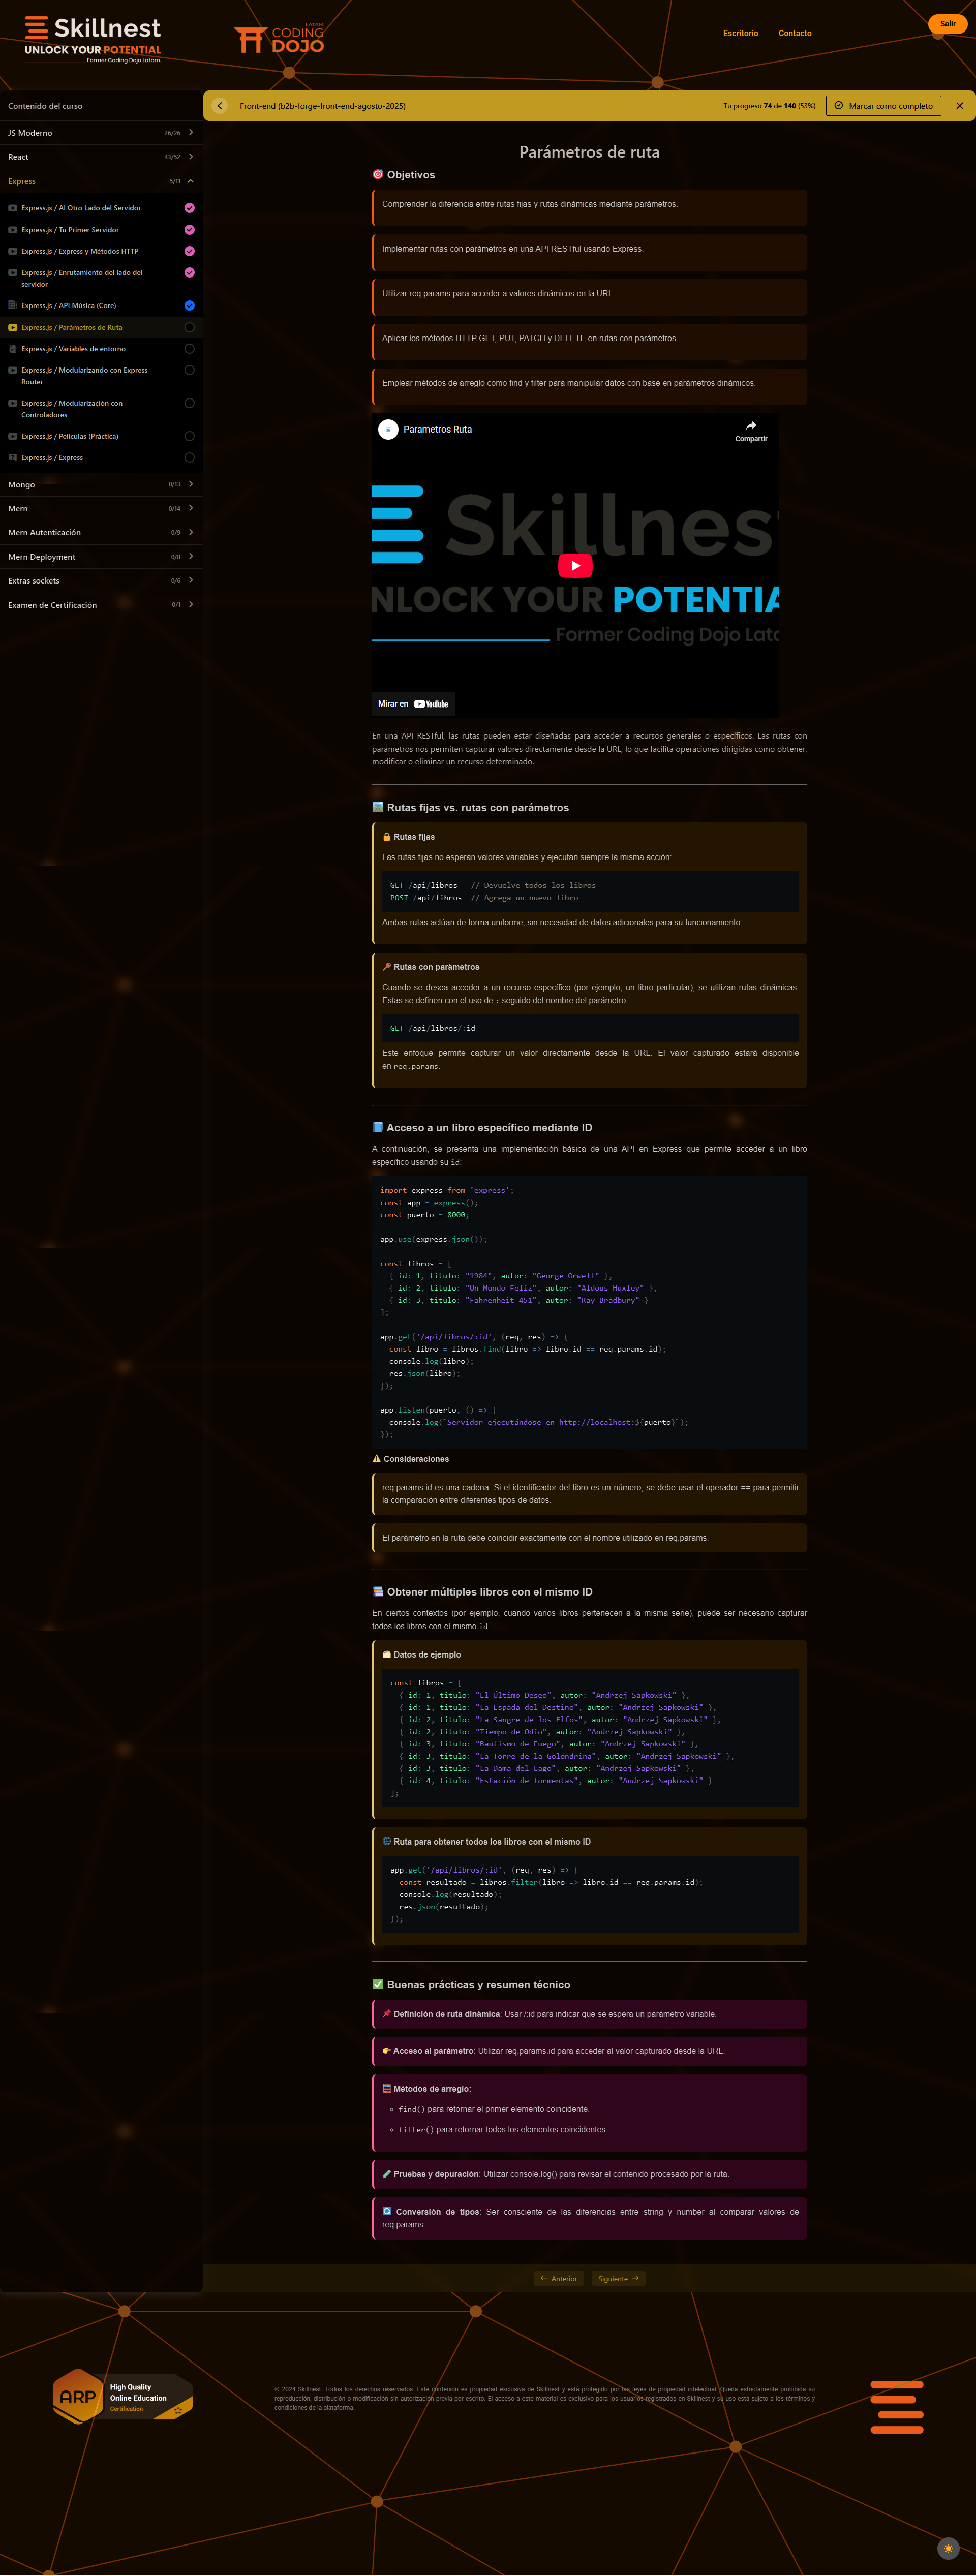 Skillnest
UNLOCK YOUR POTENTIAL
Former Coding Dojo Latam.
LATAM
CODING
DOJO
Escritorio
Contacto
Salir
Contenido del curso
JS Moderno
26/26
React
43/52
Express
5/11
Express.js / Al Otro Lado del Servidor
Express.js / Tu Primer Servidor
Express.js / Express y Métodos HTTP
Express.js / Enrutamiento del lado del
servidor
Express.js / API Música (Core)
Express.js / Parámetros de Ruta
Express.js / Variables de entorno
Express.js / Modularizando con Express
Router
Express.js / Modularización con
Controladores
Express.js / Películas (Práctica)
Express.js / Express
Mongo
0/13
Mern
0/14
Mern Autenticación
0/9
Mern Deployment
0/8
Extras sockets
0/6
Examen de Certificación
0/1
Front-end (b2b-forge-front-end-agosto-2025)
Tu progreso 74 de 140 (53%)
Marcar como completo
Parámetros de ruta
🎯 Objetivos
Comprender la diferencia entre rutas fijas y rutas dinámicas mediante parámetros.
Implementar rutas con parámetros en una API RESTful usando Express.
Utilizar req.params para acceder a valores dinámicos en la URL.
Aplicar los métodos HTTP GET, PUT, PATCH y DELETE en rutas con parámetros.
Emplear métodos de arreglo como find y filter para manipular datos con base en parámetros dinámicos.
Parametros Ruta
Compartir
Skillnes
NLOCK YOUR POTENTIA
Former Coding Dojo Lata
Mirar en YouTube
En una API RESTful, las rutas pueden estar diseñadas para acceder a recursos generales o específicos. Las rutas con
parámetros nos permiten capturar valores directamente desde la URL, lo que facilita operaciones dirigidas como obtener,
modificar o eliminar un recurso determinado.
Rutas fijas vs. rutas con parámetros
🔒 Rutas fijas
Las rutas fijas no esperan valores variables y ejecutan siempre la misma acción:
GET /api/libros   // Devuelve todos los libros
POST /api/libros  // Agrega un nuevo libro
Ambas rutas actúan de forma uniforme, sin necesidad de datos adicionales para su funcionamiento.
🔑 Rutas con parámetros
Cuando se desea acceder a un recurso específico (por ejemplo, un libro particular), se utilizan rutas dinámicas.
Estas se definen con el uso de : seguido del nombre del parámetro:
GET /api/libros/:id
Este enfoque permite capturar un valor directamente desde la URL. El valor capturado estará disponible
en req.params.
📘 Acceso a un libro específico mediante ID
A continuación, se presenta una implementación básica de una API en Express que permite acceder a un libro
específico usando su id:
import express from 'express';
const app = express();
const puerto = 8000;
app.use(express.json());
const libros = [
  { id: 1, titulo: "1984", autor: "George Orwell" },
  { id: 2, titulo: "Un Mundo Feliz", autor: "Aldous Huxley" },
  { id: 3, titulo: "Fahrenheit 451", autor: "Ray Bradbury" }
];
app.get('/api/libros/:id', (req, res) => {
  const libro = libros.find(libro => libro.id == req.params.id);
  console.log(libro);
  res.json(libro);
});
app.listen(puerto, () => {
  console.log(`Servidor ejecutándose en http://localhost:${puerto}`);
});
⚠️ Consideraciones
req.params.id es una cadena. Si el identificador del libro es un número, se debe usar el operador == para permitir
la comparación entre diferentes tipos de datos.
El parámetro en la ruta debe coincidir exactamente con el nombre utilizado en req.params.
📚 Obtener múltiples libros con el mismo ID
En ciertos contextos (por ejemplo, cuando varios libros pertenecen a la misma serie), puede ser necesario capturar
todos los libros con el mismo id.
Datos de ejemplo
const libros = [
  { id: 1, titulo: "El Último Deseo", autor: "Andrzej Sapkowski" },
  { id: 1, titulo: "La Espada del Destino", autor: "Andrzej Sapkowski" },
  { id: 2, titulo: "La Sangre de los Elfos", autor: "Andrzej Sapkowski" },
  { id: 2, titulo: "Tiempo de Odio", autor: "Andrzej Sapkowski" },
  { id: 3, titulo: "Bautismo de Fuego", autor: "Andrzej Sapkowski" },
  { id: 3, titulo: "La Torre de la Golondrina", autor: "Andrzej Sapkowski" },
  { id: 3, titulo: "La Dama del Lago", autor: "Andrzej Sapkowski" },
  { id: 4, titulo: "Estación de Tormentas", autor: "Andrzej Sapkowski" }
];
Ruta para obtener todos los libros con el mismo ID
app.get('/api/libros/:id', (req, res) => {
  const resultado = libros.filter(libro => libro.id == req.params.id);
  console.log(resultado);
  res.json(resultado);
});
✅ Buenas prácticas y resumen técnico
📌 Definición de ruta dinámica: Usar /:id para indicar que se espera un parámetro variable.
👉 Acceso al parámetro: Utilizar req.params.id para acceder al valor capturado desde la URL.
Métodos de arreglo:
find() para retornar el primer elemento coincidente.
filter() para retornar todos los elementos coincidentes.
Pruebas y depuración: Utilizar console.log() para revisar el contenido procesado por la ruta.
Conversión de tipos: Ser consciente de las diferencias entre string y number al comparar valores de
req.params.
← Anterior
Siguiente →
ARP
High Quality
Online Education
Certification
© 2024 Skillnest. Todos los derechos reservados. Este contenido es propiedad exclusiva de Skillnest y está protegido por las leyes de propiedad intelectual. Queda estrictamente prohibida su
reproducción, distribución o modificación sin autorización previa por escrito. El acceso a este material es exclusivo para los usuarios registrados en Skillnest y su uso está sujeto a los términos y
condiciones de la plataforma.